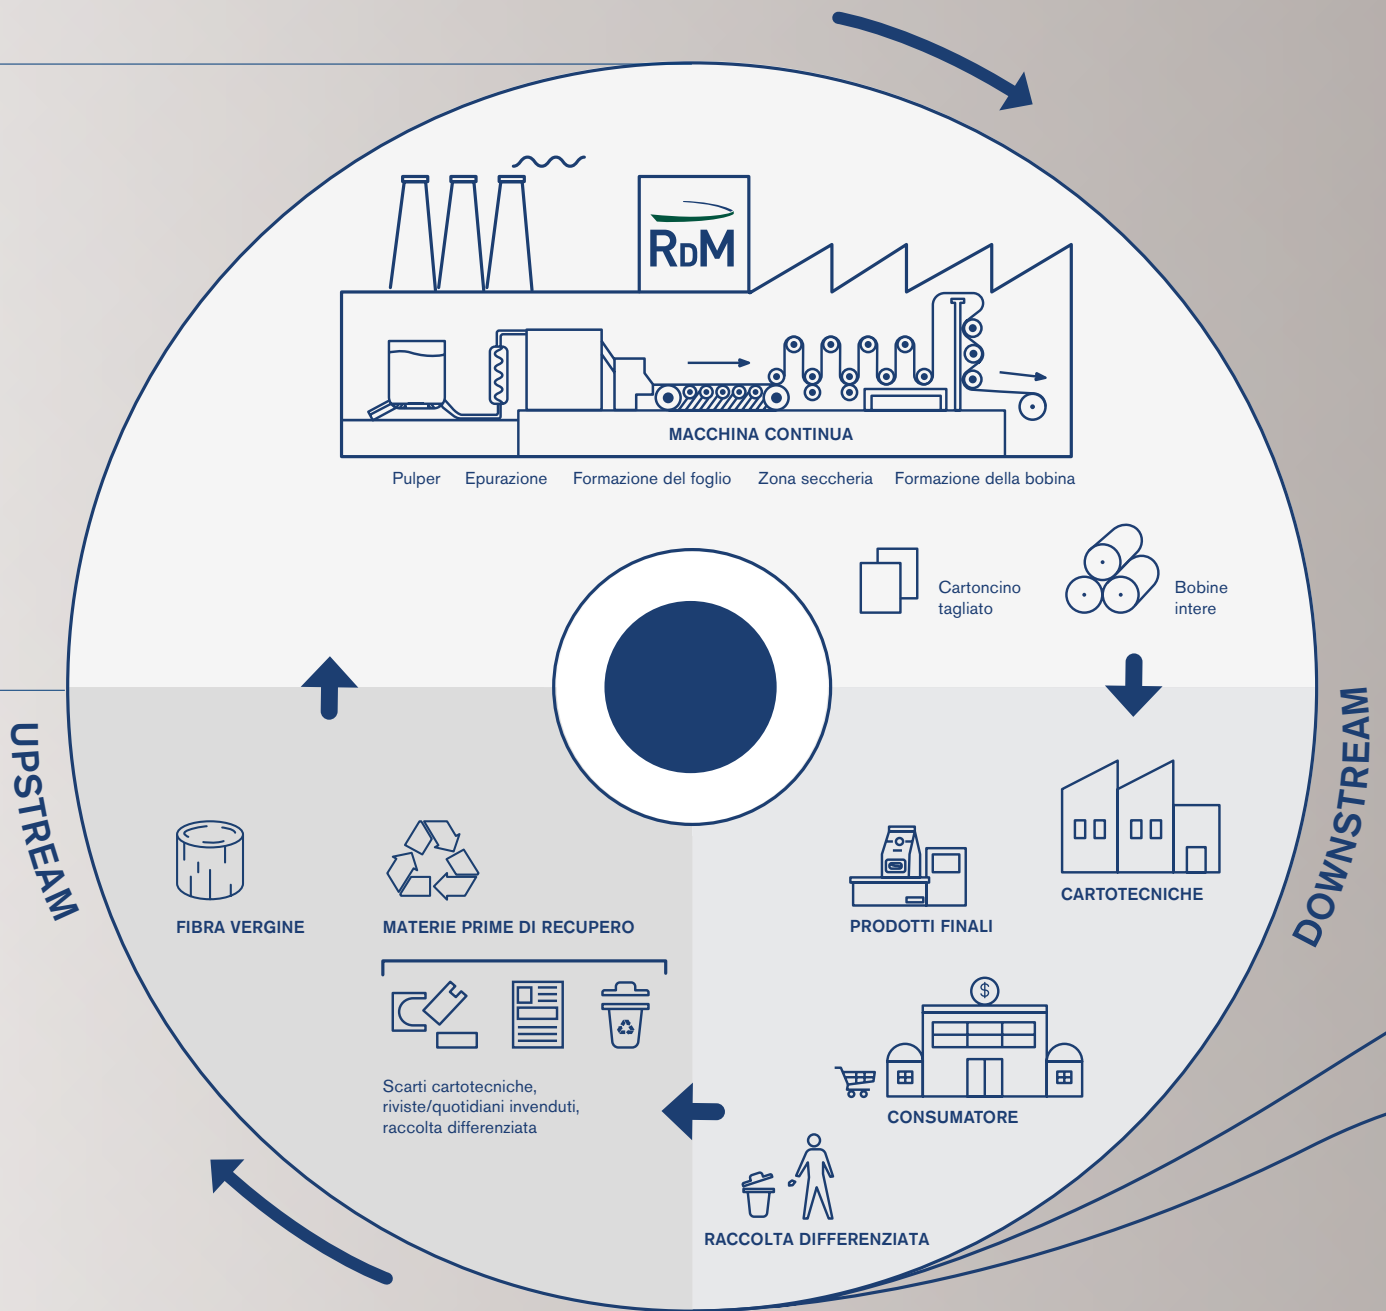 RDM
MACCHINA CONTINUA
Pulper
Epurazione
Formazione del foglio
Zona seccheria
Formazione della bobina
Cartoncino
tagliato
Bobine
intere
UPSTREAM
DOWNSTREAM
FIBRA VERGINE
MATERIE PRIME DI RECUPERO
Scarti cartotecniche,
riviste/quotidiani invenduti,
raccolta differenziata
CARTOTECNICHE
PRODOTTI FINALI
$
CONSUMATORE
RACCOLTA DIFFERENZIATA